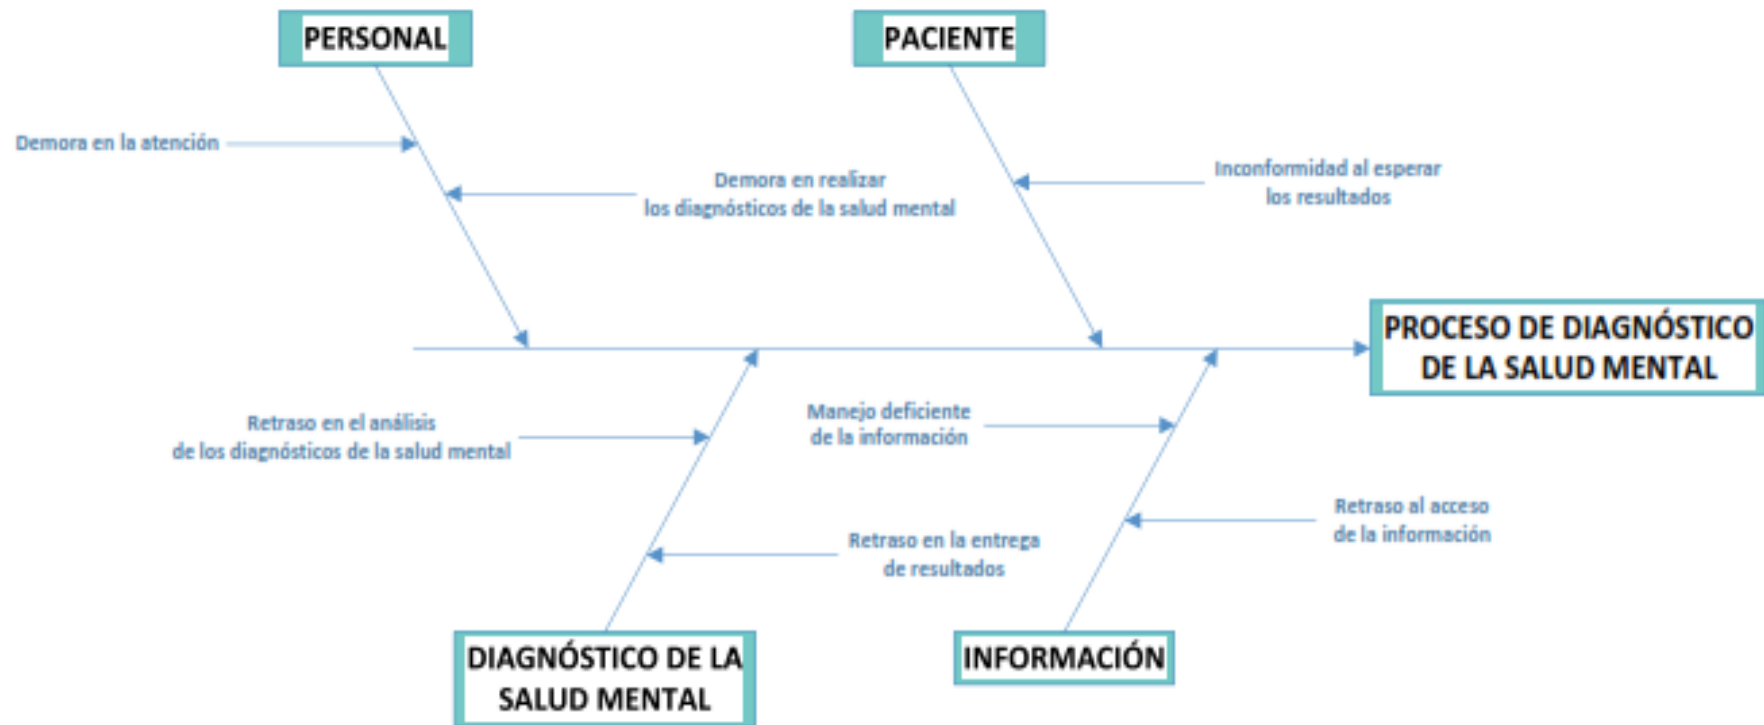 PERSONAL
PACIENTE
Demora en la atención
Demora en realizar
los diagnósticos de la salud mental
Inconformidad al esperar
los resultados
PROCESO DE DIAGNÓSTICO
DE LA SALUD MENTAL
Retraso en el análisis
de los diagnósticos de la salud mental
Manejo deficiente
de la información
Retraso en la entrega
de resultados
Retraso al acceso
de la información
DIAGNÓSTICO DE LA
SALUD MENTAL
INFORMACIÓN